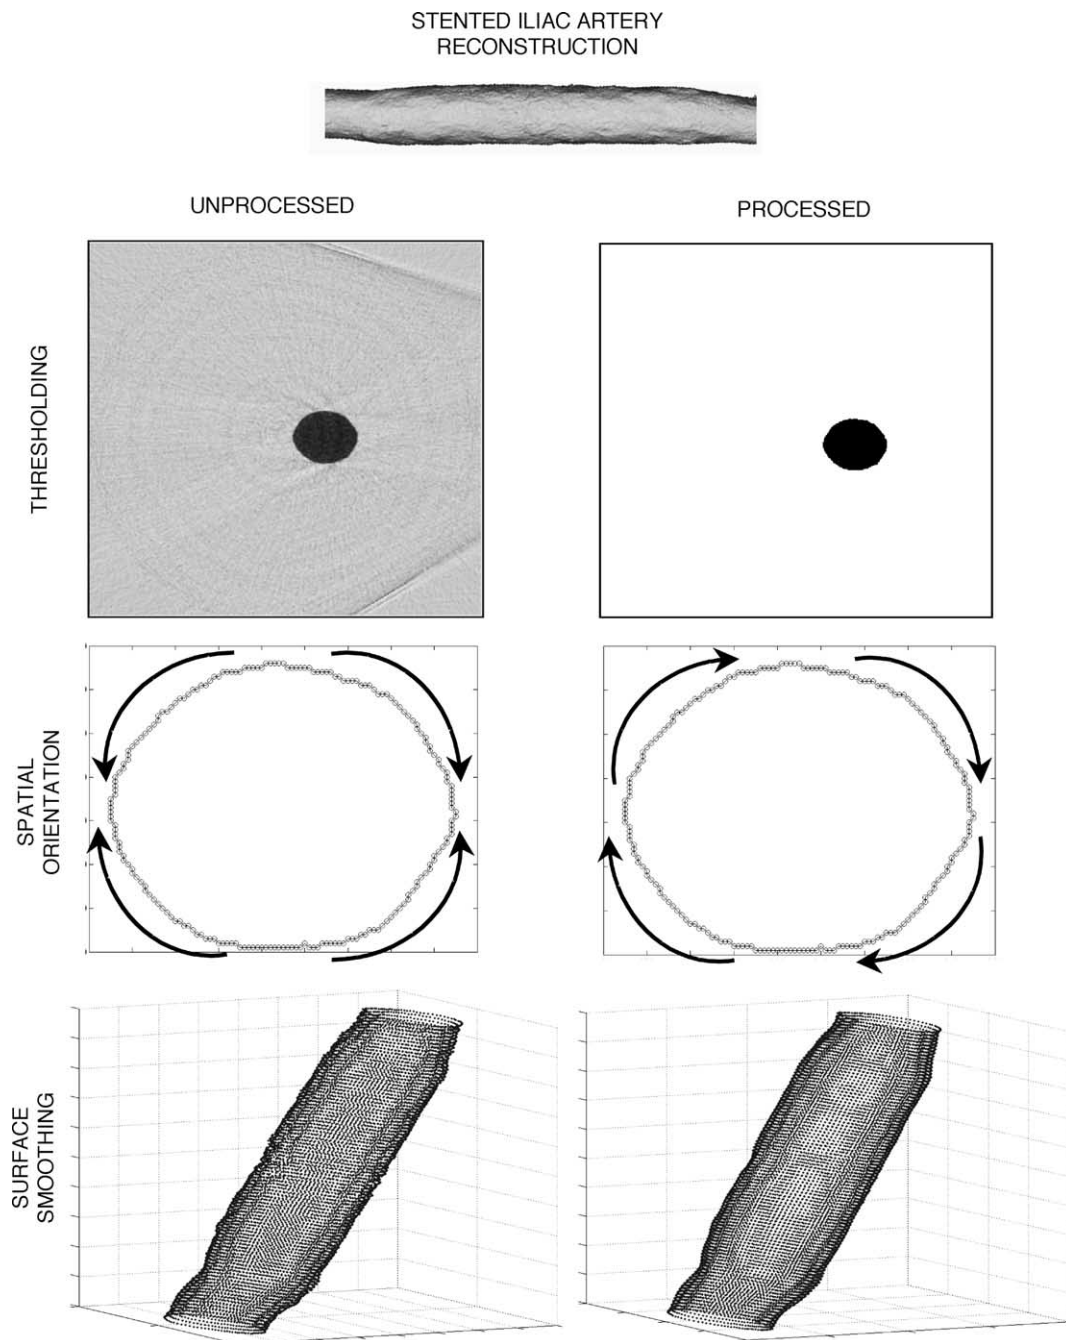 STENTED ILIAC ARTERY
RECONSTRUCTION
UNPROCESSED
PROCESSED
THRESHOLDING
SPATIAL
ORIENTATION
SURFACE
SMOOTHING